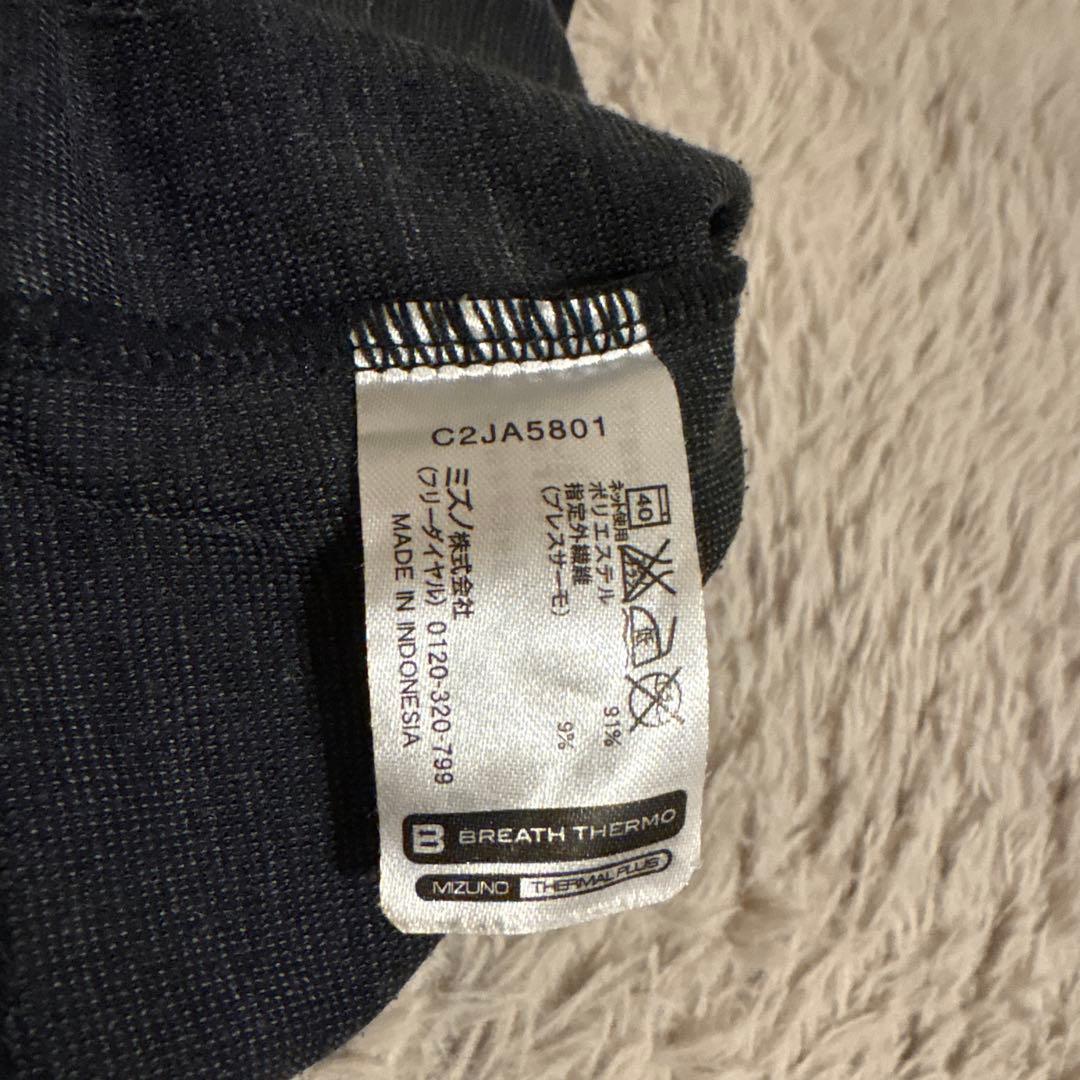 C2JA5801
40
ネット使用
ポリエステル 91%
指定外繊維
(ブレスサーモ) 9%
ミズノ株式会社
(フリーダイヤル) 0120-320-799
MADE IN INDONESIA
B BREATH THERMO
MIZUNO THERMAL PLUS